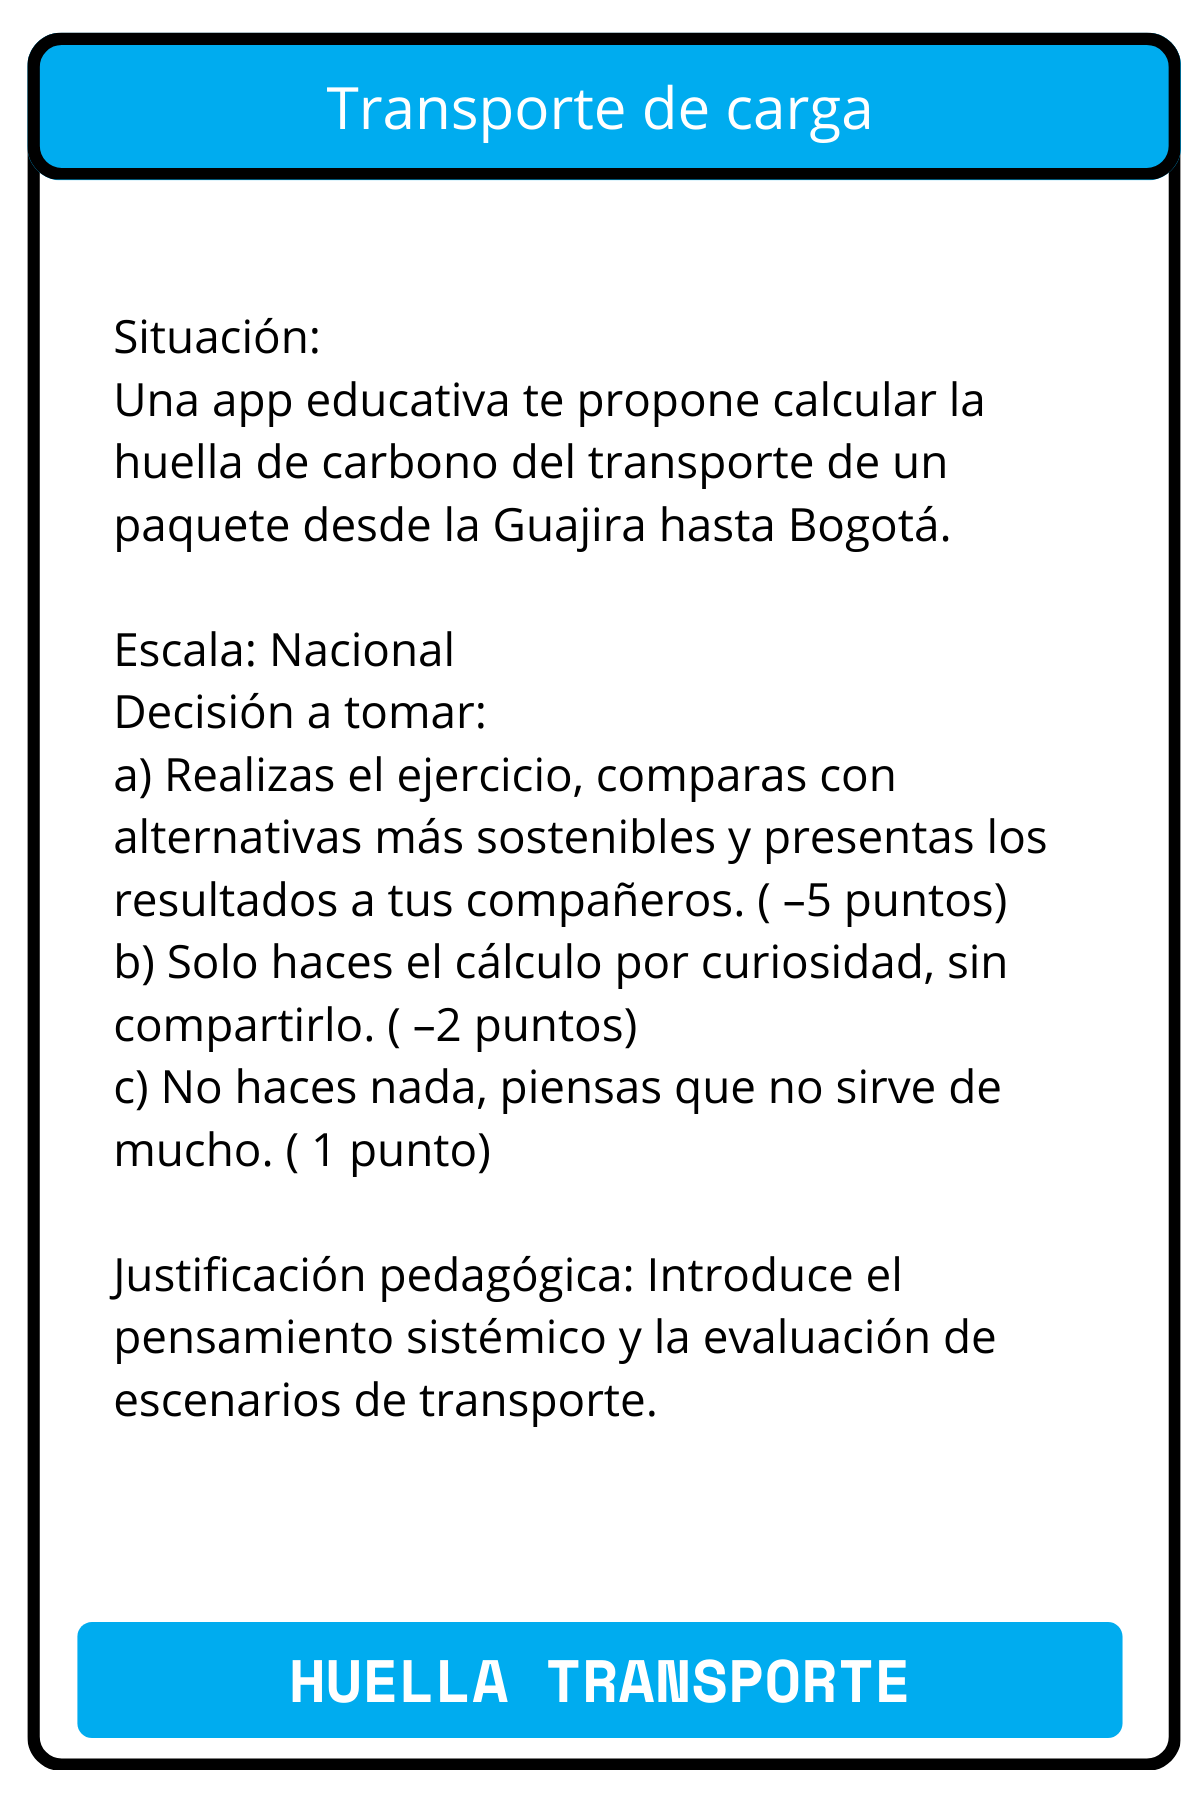 Transporte de carga
Situación:
Una app educativa te propone calcular la
huella de carbono del transporte de un
paquete desde la Guajira hasta Bogotá.
Escala: Nacional
Decisión a tomar:
a) Realizas el ejercicio, comparas con
alternativas más sostenibles y presentas los
resultados a tus compañeros. ( –5 puntos)
b) Solo haces el cálculo por curiosidad, sin
compartirlo. ( –2 puntos)
c) No haces nada, piensas que no sirve de
mucho. ( 1 punto)
Justificación pedagógica: Introduce el
pensamiento sistémico y la evaluación de
escenarios de transporte.
HUELLA TRANSPORTE